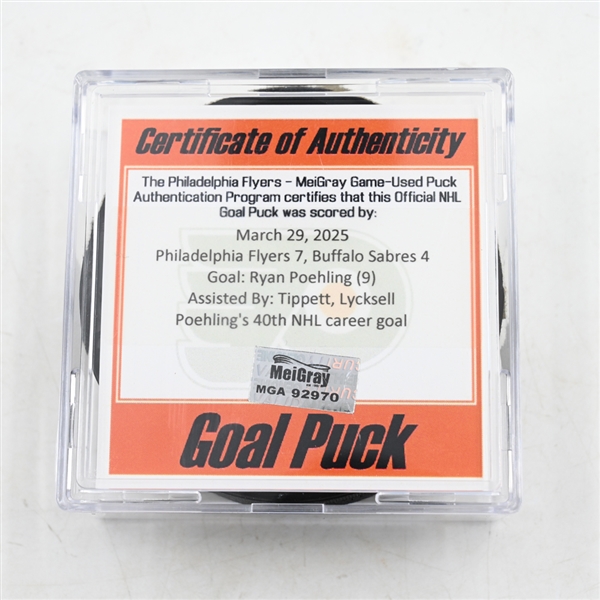 Certificate of Authenticity
The Philadelphia Flyers - MeiGray Game-Used Puck
Authentication Program certifies that this Official NHL
Goal Puck was scored by:
March 29, 2025
Philadelphia Flyers 7, Buffalo Sabres 4
Goal: Ryan Poehling (9)
Assisted By: Tippett, Lycksell
Poehling's 40th NHL career goal
MeiGray
MGA 92970
Goal Puck